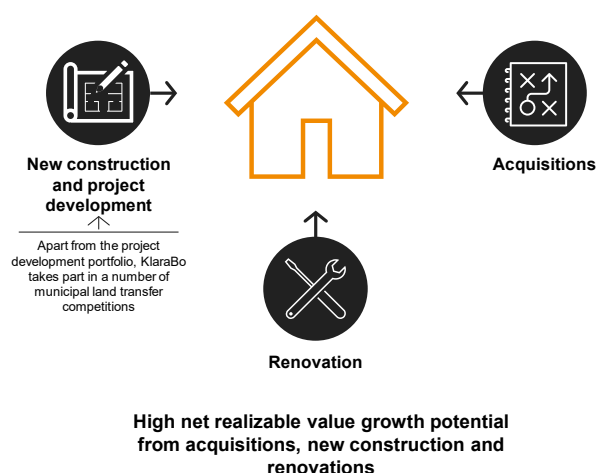 New construction
and project
development
Apart from the project
development portfolio, KlaraBo
takes part in a number of
municipal land transfer
competitions
Acquisitions
Renovation
High net realizable value growth potential
from acquisitions, new construction and
renovations